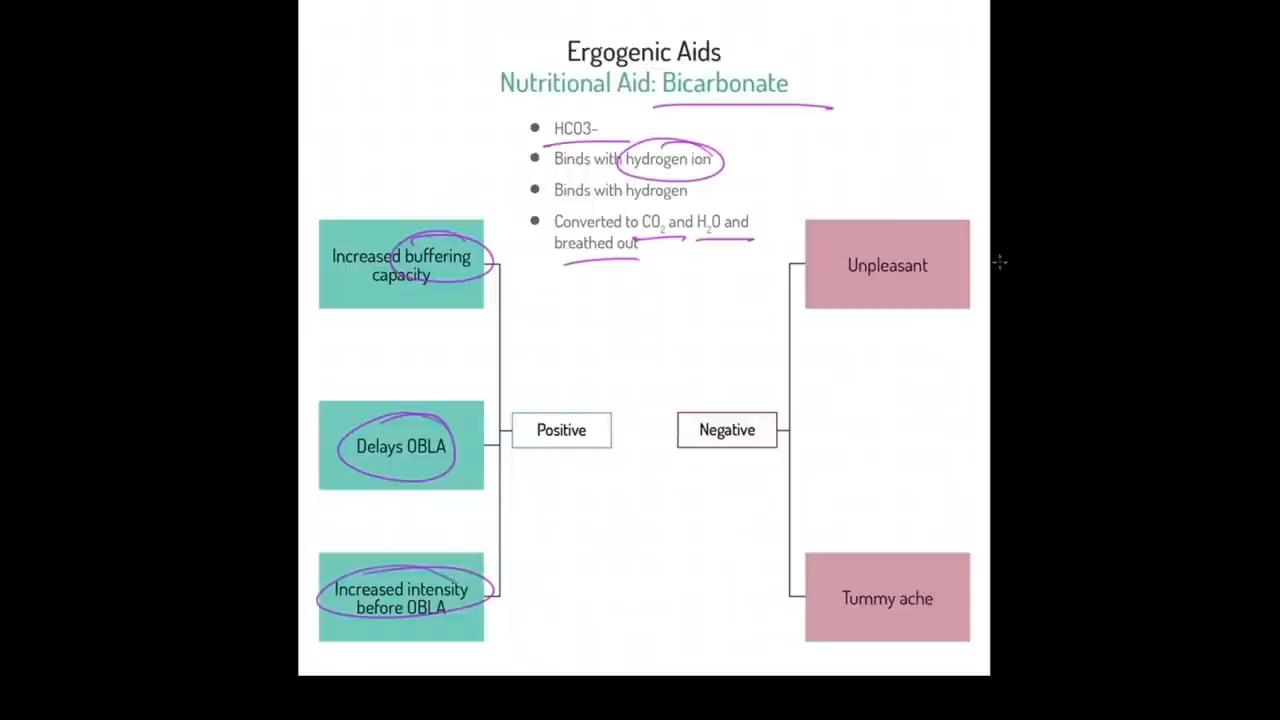 Ergogenic Aids
Nutritional Aid: Bicarbonate
HCO3-
Binds with hydrogen ion
Binds with hydrogen
Converted to CO₂ and H₂O and
breathed out
Increased buffering
capacity
Delays OBLA
Increased intensity
before OBLA
Positive
Negative
Unpleasant
Tummy ache